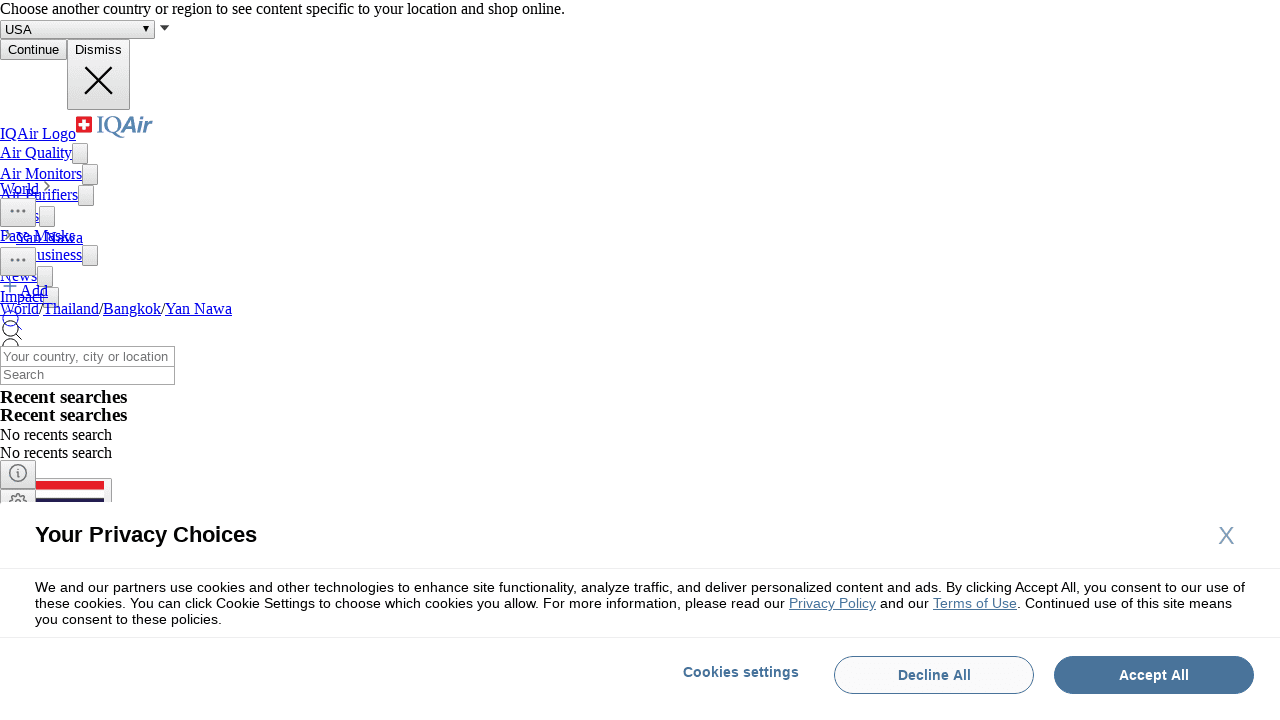 Choose another country or region to see content specific to your location and shop online.
USA
Continue
Dismiss
IQAir Logo
IQAir
Air Quality
Air Monitors
World
Air Purifiers
Face Masks
Yan Nawa
News
Add
Impact
World/Thailand/Bangkok/Yan Nawa
Your country, city or location
Search
Recent searches
Recent searches
No recents search
No recents search
Your Privacy Choices
X
We and our partners use cookies and other technologies to enhance site functionality, analyze traffic, and deliver personalized content and ads. By clicking Accept All, you consent to our use of
these cookies. You can click Cookie Settings to choose which cookies you allow. For more information, please read our Privacy Policy and our Terms of Use. Continued use of this site means
you consent to these policies.
Cookies settings
Decline All
Accept All